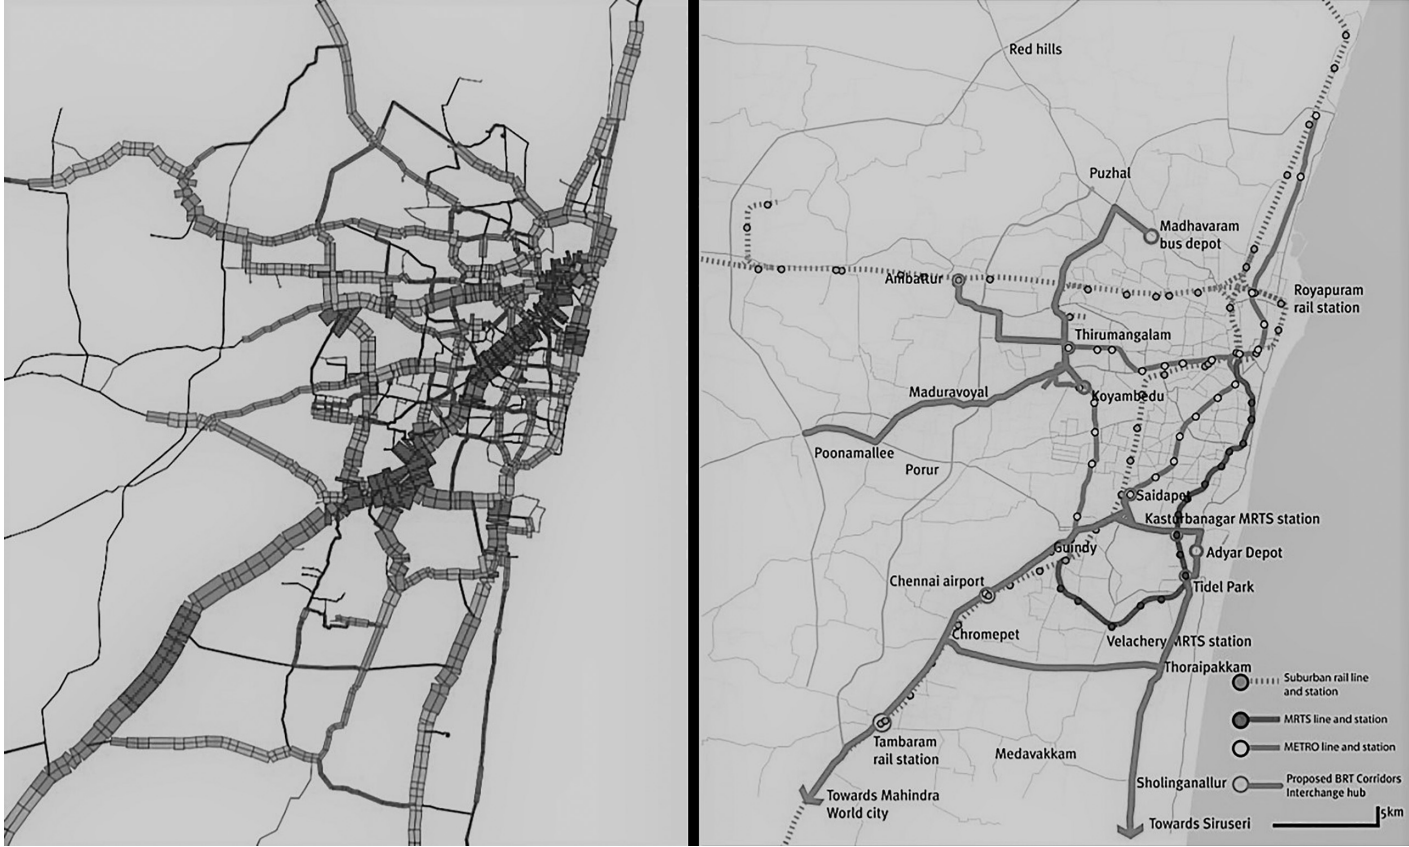 Red hills
Puzhal
Madhavaram
bus depot
Ambattur
Royapuram
rail station
Thirumangalam
Maduravoyal
Koyambedu
Poonamallee
Porur
Saidapet
Kasturbanagar MRTS station
Guindy
Adyar Depot
Chennai airport
Tidel Park
Chromepet
Velachery MRTS station
Thoraipakkam
Suburban rail line
and station
MRTS line and station
Tambaram
rail station
Medavakkam
METRO line and station
Sholinganallur
Proposed BRT Corridors
Interchange hub
Towards Mahindra
World city
5km
Towards Siruseri